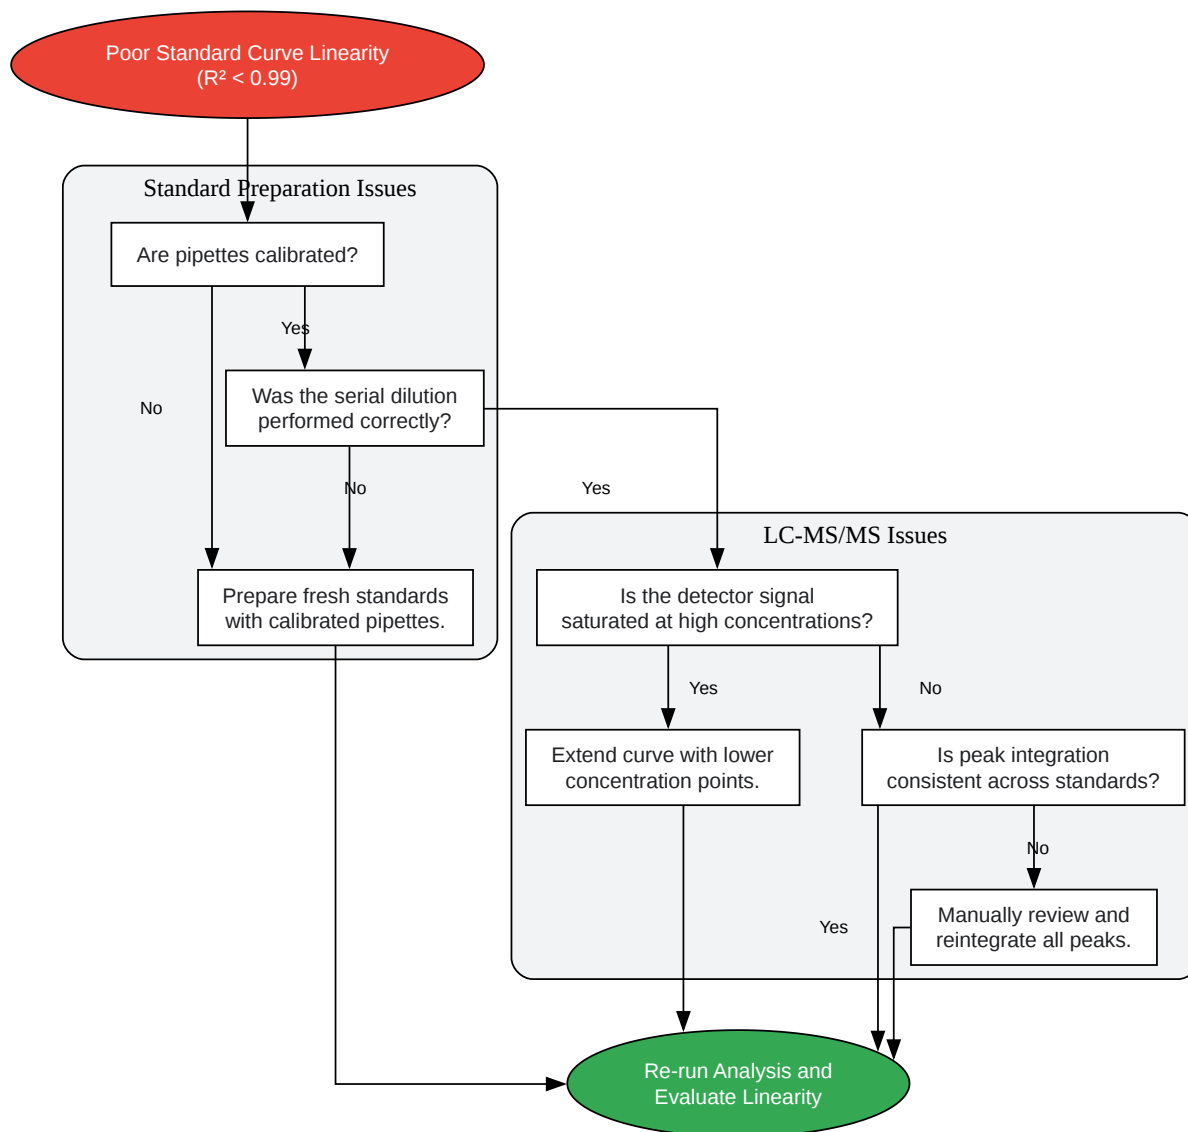 Poor Standard Curve Linearity
(R² < 0.99)
Standard Preparation Issues
Are pipettes calibrated?
Yes
No
Was the serial dilution
performed correctly?
No
Yes
Prepare fresh standards
with calibrated pipettes.
LC-MS/MS Issues
Is the detector signal
saturated at high concentrations?
Yes
No
Extend curve with lower
concentration points.
Is peak integration
consistent across standards?
No
Yes
Manually review and
reintegrate all peaks.
Re-run Analysis and
Evaluate Linearity